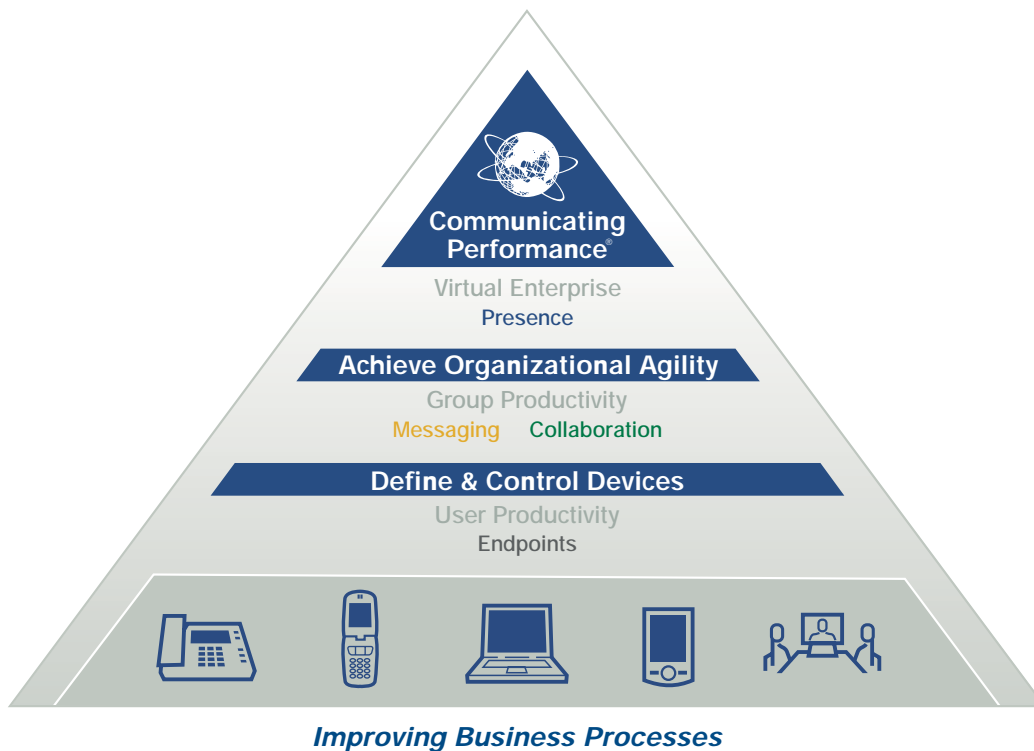 Communicating
Performance®
Virtual Enterprise
Presence
Achieve Organizational Agility
Group Productivity
Messaging Collaboration
Define & Control Devices
User Productivity
Endpoints
Improving Business Processes